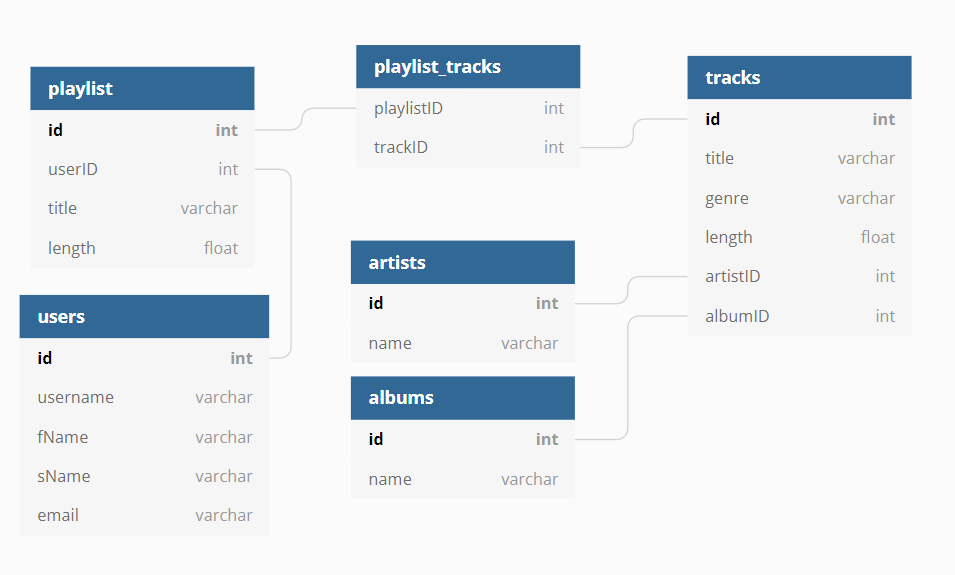 playlist
id int
userID int
title varchar
length float
users
id int
username varchar
fName varchar
sName varchar
email varchar
playlist_tracks
playlistID int
trackID int
artists
id int
name varchar
albums
id int
name varchar
tracks
id int
title varchar
genre varchar
length float
artistID int
albumID int